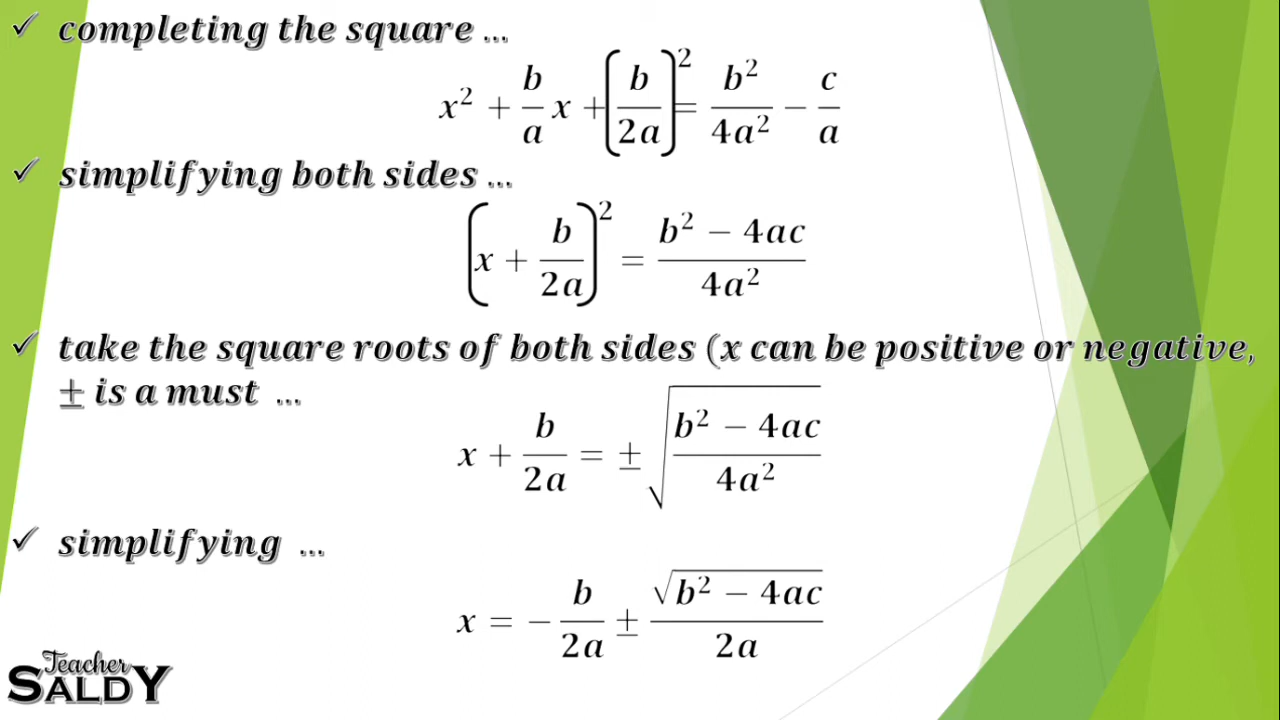 ✓ completing the square ...
x² + b/a x + (b/2a)² = b²/4a² − c/a
✓ simplifying both sides ...
(x + b/2a)² = (b² − 4ac)/4a²
✓ take the square roots of both sides (x can be positive or negative,
± is a must ...
x + b/2a = ± √((b² − 4ac)/4a²)
✓ simplifying ...
x = − b/2a ± √(b² − 4ac)/2a
Teacher
SALDY